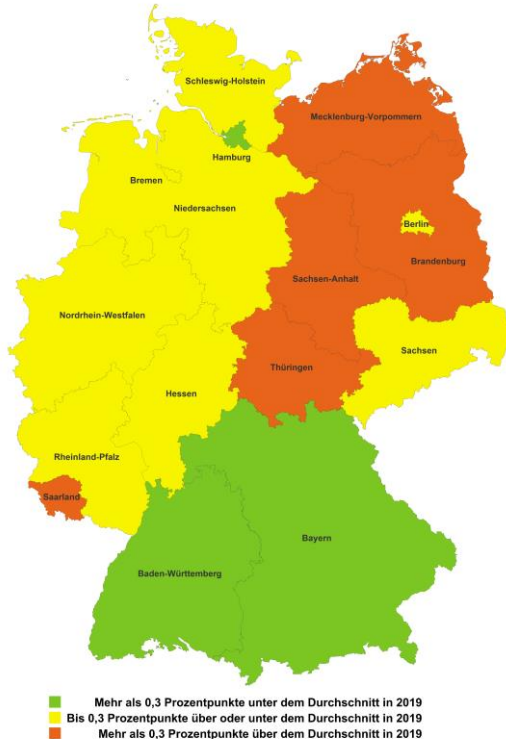 Schleswig-Holstein
Mecklenburg-Vorpommern
Hamburg
Bremen
Niedersachsen
Berlin
Brandenburg
Sachsen-Anhalt
Nordrhein-Westfalen
Sachsen
Thüringen
Hessen
Rheinland-Pfalz
Saarland
Bayern
Baden-Württemberg
Mehr als 0,3 Prozentpunkte unter dem Durchschnitt in 2019
Bis 0,3 Prozentpunkte über oder unter dem Durchschnitt in 2019
Mehr als 0,3 Prozentpunkte über dem Durchschnitt in 2019